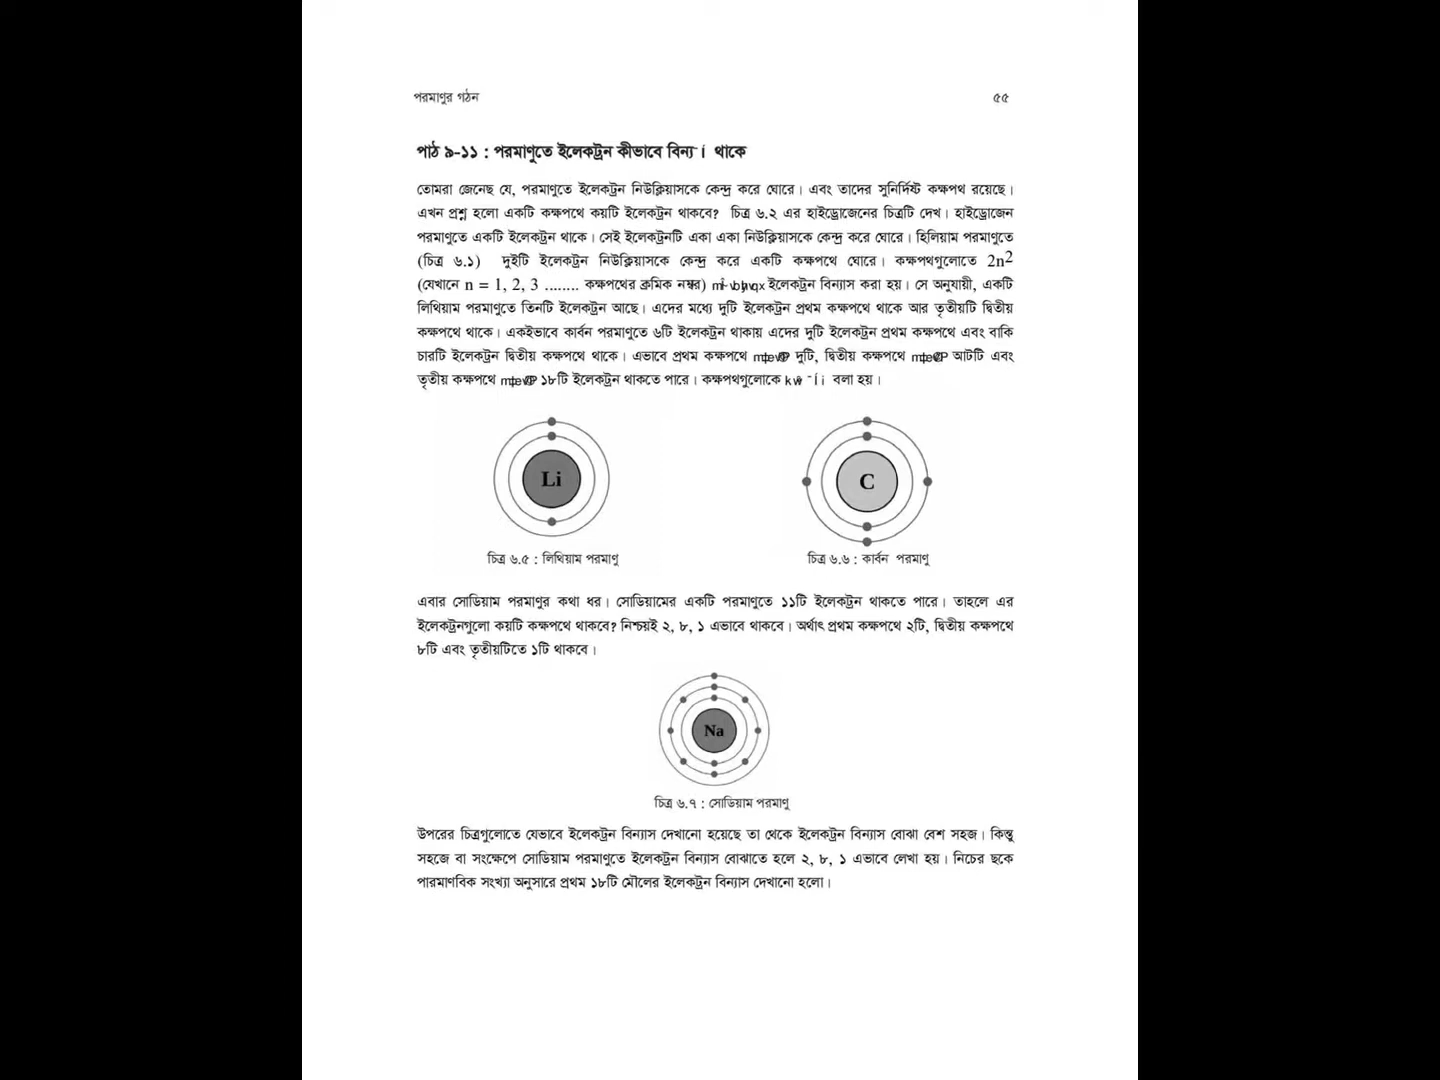 পরমাণুর গঠন
৫৫
পাঠ ৯-১১ : পরমাণুতে ইলেকট্রন কীভাবে থাকে
তোমরা জেনেছ যে, পরমাণুতে ইলেকট্রন নিউক্লিয়াসকে কেন্দ্র করে ঘোরে। এবং তাদের সুনির্দিষ্ট কক্ষপথ রয়েছে।
এখন প্রশ্ন হলো একটি কক্ষপথে কয়টি ইলেকট্রন থাকবে? চিত্র ৬.২ এর হাইড্রোজেনের চিত্রটি দেখ। হাইড্রোজেন
পরমাণুতে একটি ইলেকট্রন থাকে। সেই ইলেকট্রনটি একা একা নিউক্লিয়াসকে কেন্দ্র করে ঘোরে। হিলিয়াম পরমাণুতে
(চিত্র ৬.১) দুইটি ইলেকট্রন নিউক্লিয়াসকে কেন্দ্র করে একটি কক্ষপথে ঘোরে। কক্ষপথগুলোতে 2n²
(যেখানে n = 1, 2, 3 ........ কক্ষপথের ক্রমিক নম্বর) ইলেকট্রন বিন্যাস করা হয়। সে অনুযায়ী, একটি
লিথিয়াম পরমাণুতে তিনটি ইলেকট্রন আছে। এদের মধ্যে দুটি ইলেকট্রন প্রথম কক্ষপথে থাকে আর তৃতীয়টি দ্বিতীয়
কক্ষপথে থাকে। একইভাবে কার্বন পরমাণুতে ৬টি ইলেকট্রন থাকায় এদের দুটি ইলেকট্রন প্রথম কক্ষপথে এবং বাকি
চারটি ইলেকট্রন দ্বিতীয় কক্ষপথে থাকে। এভাবে প্রথম কক্ষপথে দুটি, দ্বিতীয় কক্ষপথে আটটি এবং
তৃতীয় কক্ষপথে ১৮টি ইলেকট্রন থাকতে পারে। কক্ষপথগুলোকে বলা হয়।
Li
C
চিত্র ৬.৫ : লিথিয়াম পরমাণু
চিত্র ৬.৬ : কার্বন পরমাণু
এবার সোডিয়াম পরমাণুর কথা ধর। সোডিয়ামের একটি পরমাণুতে ১১টি ইলেকট্রন থাকতে পারে। তাহলে এর
ইলেকট্রনগুলো কয়টি কক্ষপথে থাকবে? নিশ্চয়ই ২, ৮, ১ এভাবে থাকবে। অর্থাৎ প্রথম কক্ষপথে ২টি, দ্বিতীয় কক্ষপথে
৮টি এবং তৃতীয়টিতে ১টি থাকবে।
Na
চিত্র ৬.৭ : সোডিয়াম পরমাণু
উপরের চিত্রগুলোতে যেভাবে ইলেকট্রন বিন্যাস দেখানো হয়েছে তা থেকে ইলেকট্রন বিন্যাস বোঝা বেশ সহজ। কিন্তু
সহজে বা সংক্ষেপে সোডিয়াম পরমাণুতে ইলেকট্রন বিন্যাস বোঝাতে হলে ২, ৮, ১ এভাবে লেখা হয়। নিচের ছকে
পারমাণবিক সংখ্যা অনুসারে প্রথম ১৮টি মৌলের ইলেকট্রন বিন্যাস দেখানো হলো।